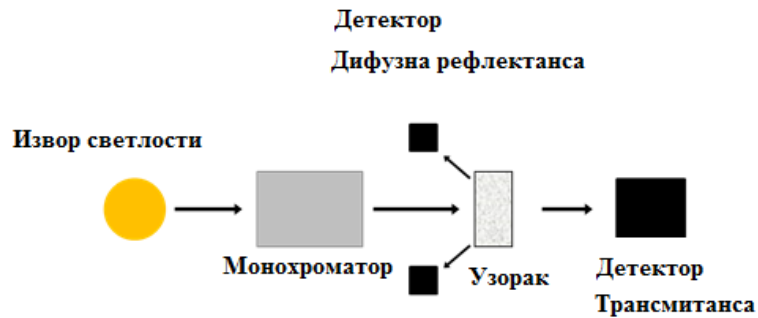 Детектор
Дифузна рефлектанса
Извор светлости
Монохроматор
Узорак
Детектор
Трансмитанса